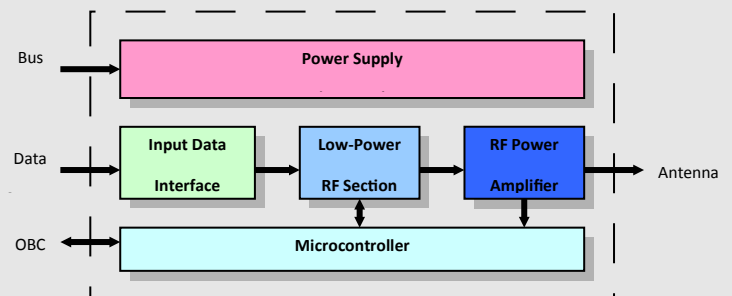 Bus
Power Supply
Data
Input Data
Interface
Low-Power
RF Section
RF Power
Amplifier
Antenna
OBC
Microcontroller